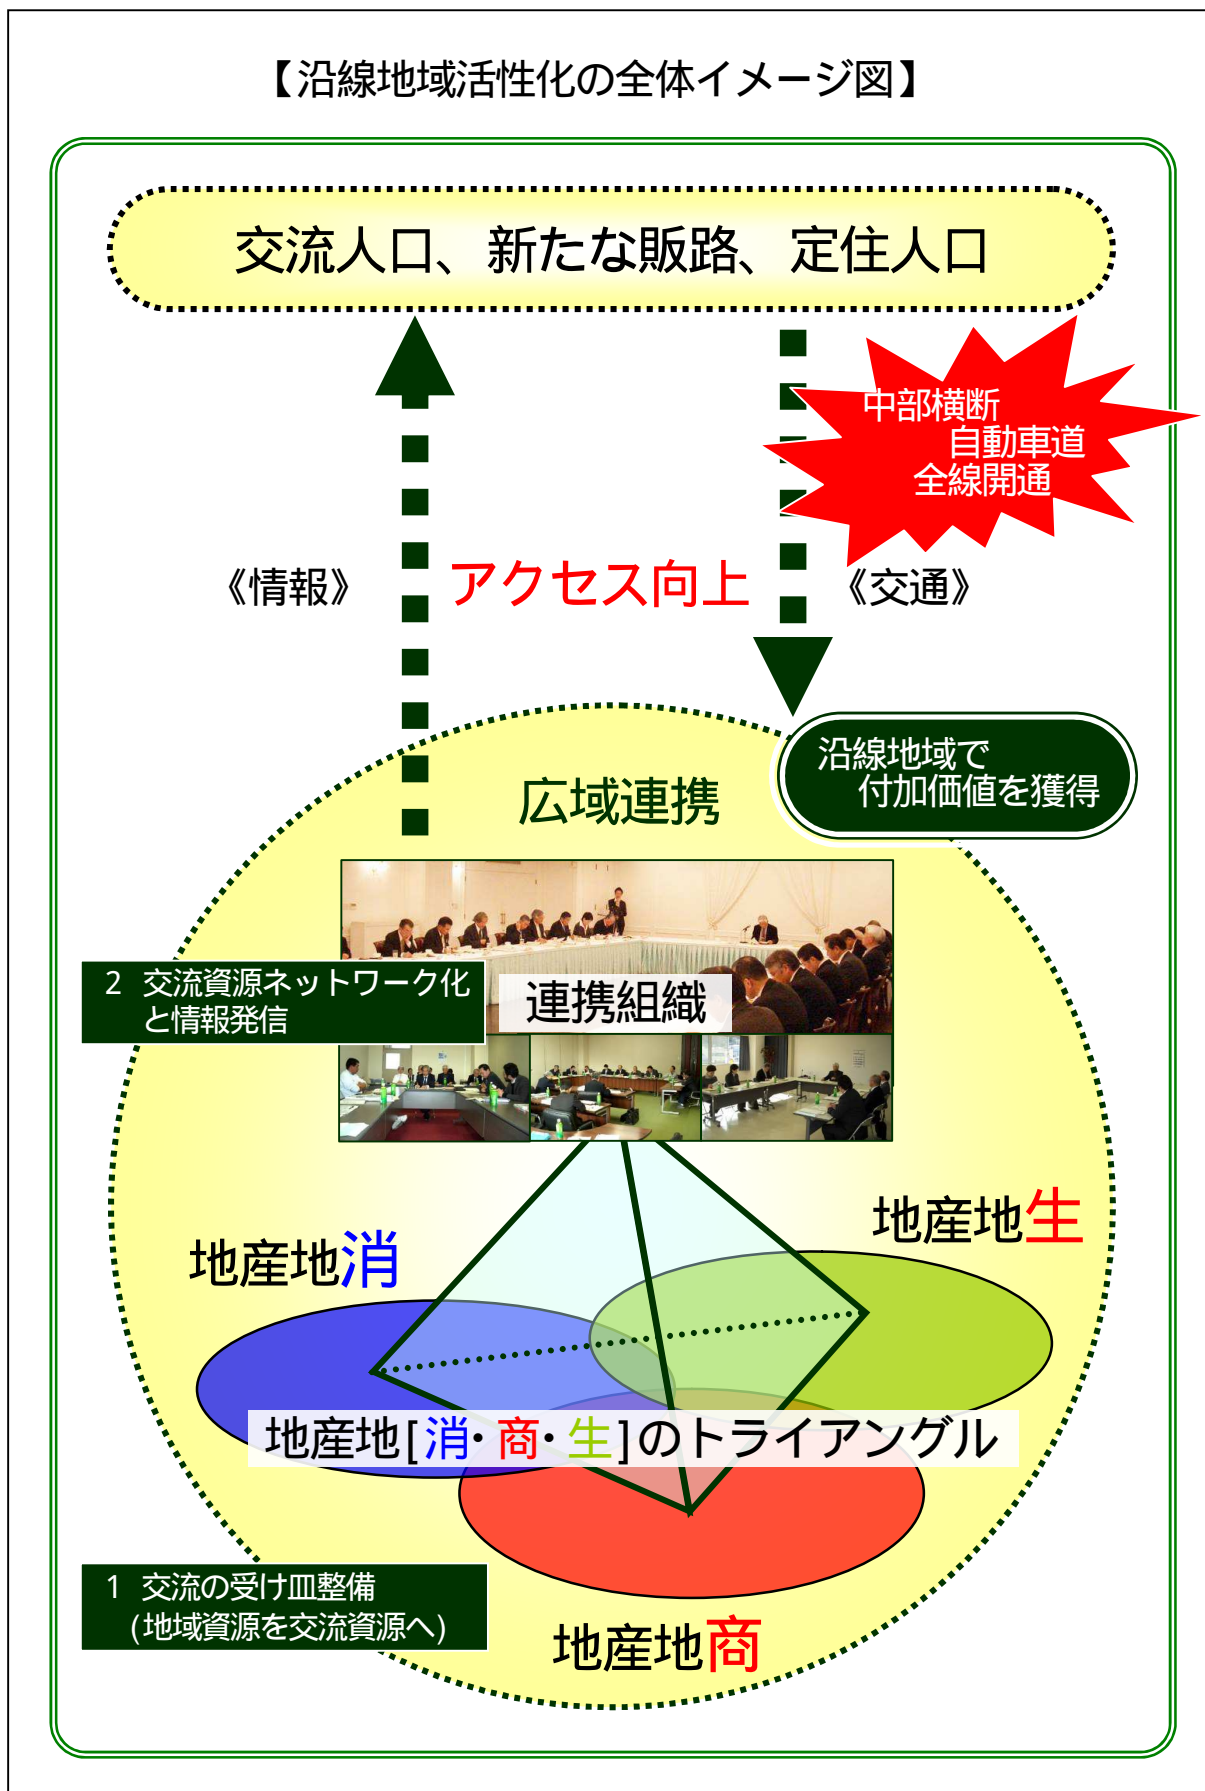 【沿線地域活性化の全体イメージ図】
交流人口、新たな販路、定住人口
中部横断
自動車道
全線開通
《情報》
アクセス向上
《交通》
沿線地域で
付加価値を獲得
広域連携
2 交流資源ネットワーク化
と情報発信
連携組織
地産地生
地産地消
地産地[消・商・生]のトライアングル
1 交流の受け皿整備
(地域資源を交流資源へ)
地産地商